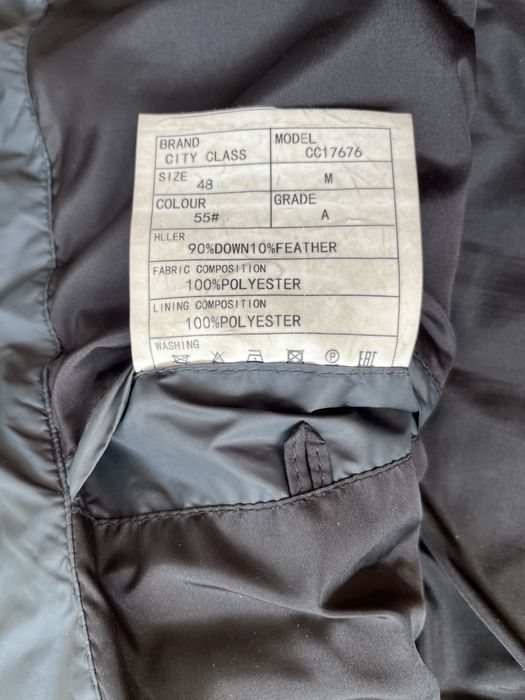 BRAND MODEL
CITY CLASS CC17676
SIZE 48 M
COLOUR GRADE
55# A
HLLER
90%DOWN10%FEATHER
FABRIC COMPOSITION
100%POLYESTER
LINING COMPOSITION
100%POLYESTER
WASHING
P EAC